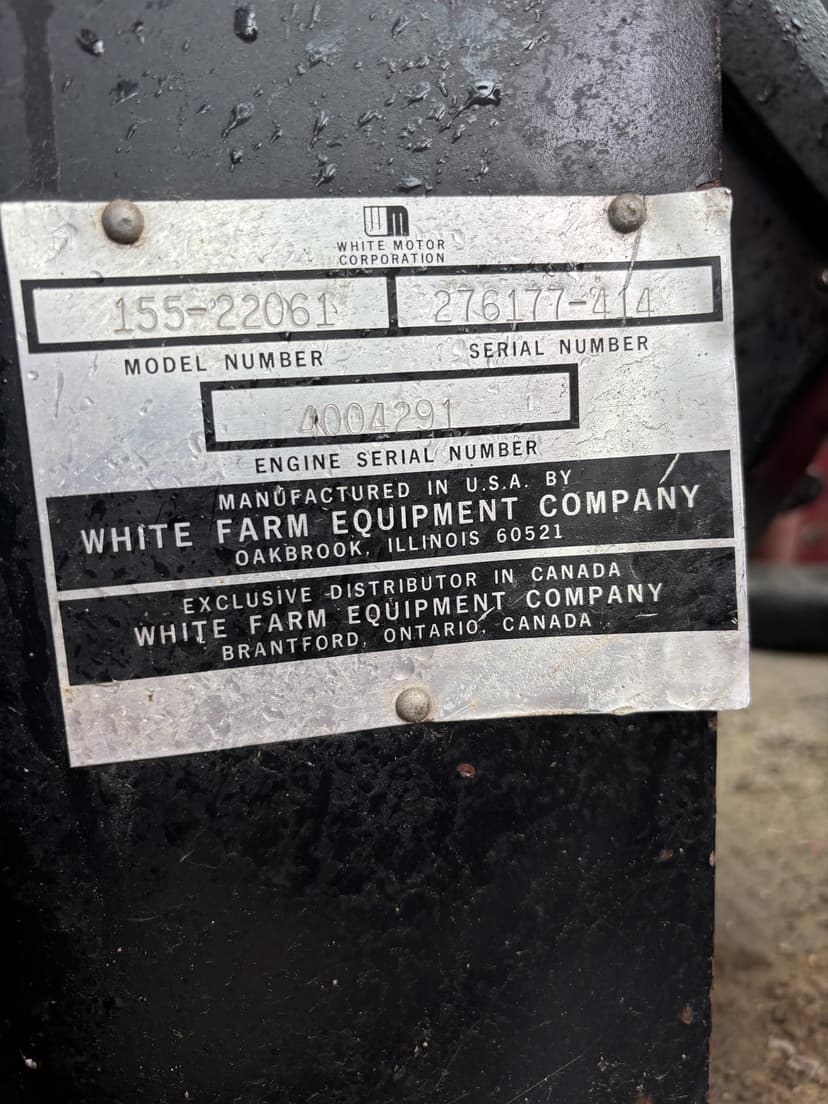 WM
WHITE MOTOR
CORPORATION
155-22061 276177-414
MODEL NUMBER SERIAL NUMBER
4004291
ENGINE SERIAL NUMBER
MANUFACTURED IN U.S.A. BY
WHITE FARM EQUIPMENT COMPANY
OAKBROOK, ILLINOIS 60521
EXCLUSIVE DISTRIBUTOR IN CANADA
WHITE FARM EQUIPMENT COMPANY
BRANTFORD, ONTARIO, CANADA